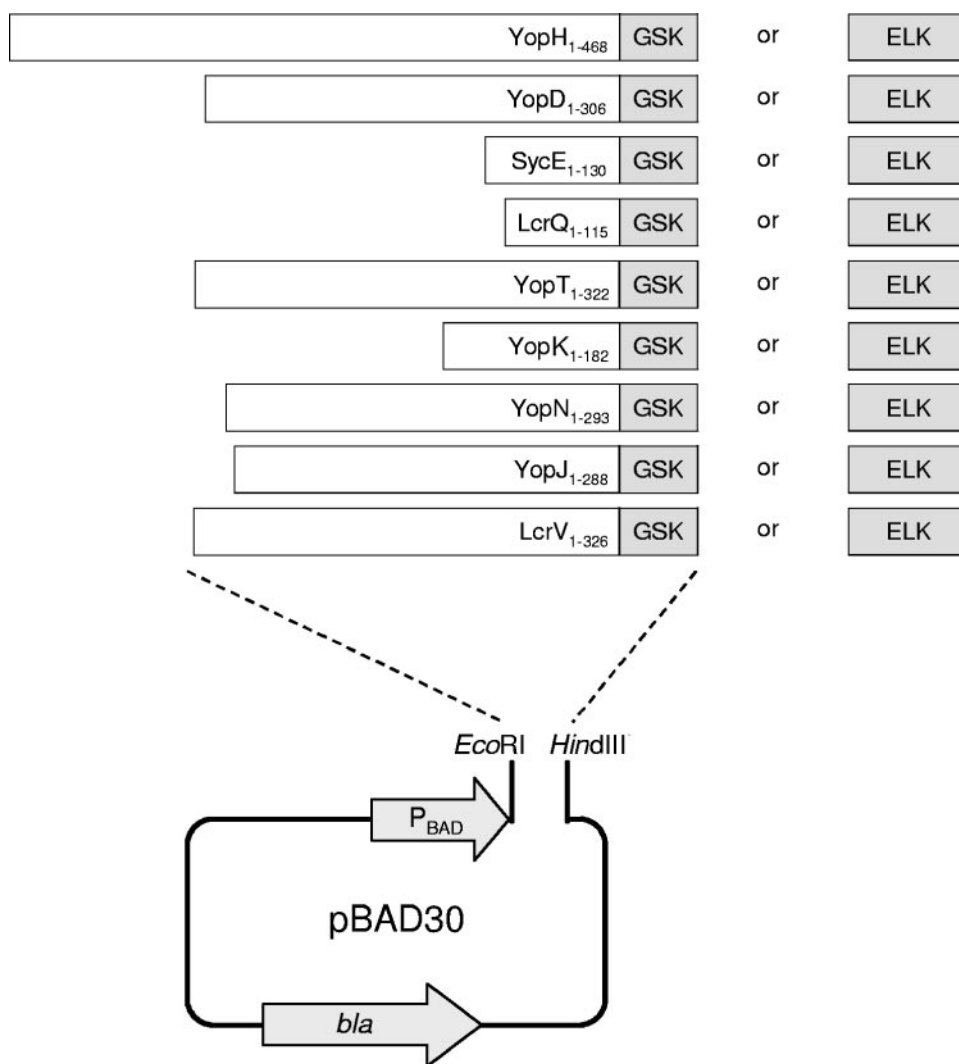 YopH1-468 GSK or ELK
YopD1-306 GSK or ELK
SycE1-130 GSK or ELK
LcrQ1-115 GSK or ELK
YopT1-322 GSK or ELK
YopK1-182 GSK or ELK
YopN1-293 GSK or ELK
YopJ1-288 GSK or ELK
LcrV1-326 GSK or ELK
EcoRI HindIII
PBAD
pBAD30
bla